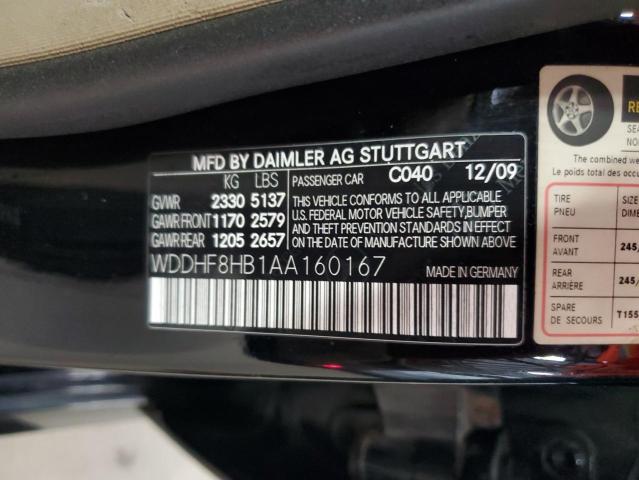 MFD BY DAIMLER AG STUTTGART
KG LBS
PASSENGER CAR C040 12/09
GVWR 2330 5137
GAWR FRONT 1170 2579
GAWR REAR 1205 2657
THIS VEHICLE CONFORMS TO ALL APPLICABLE
U.S. FEDERAL MOTOR VEHICLE SAFETY,BUMPER
AND THEFT PREVENTION STANDARDS IN EFFECT
ON THE DATE OF MANUFACTURE SHOWN ABOVE.
WDDHF8HB1AA160167 MADE IN GERMANY
The combined we
Le poids total des occu
TIRE
PNEU
SIZE
DIMEN
FRONT
AVANT
245/
REAR
ARRIÈRE
245/
SPARE
DE SECOURS
T155